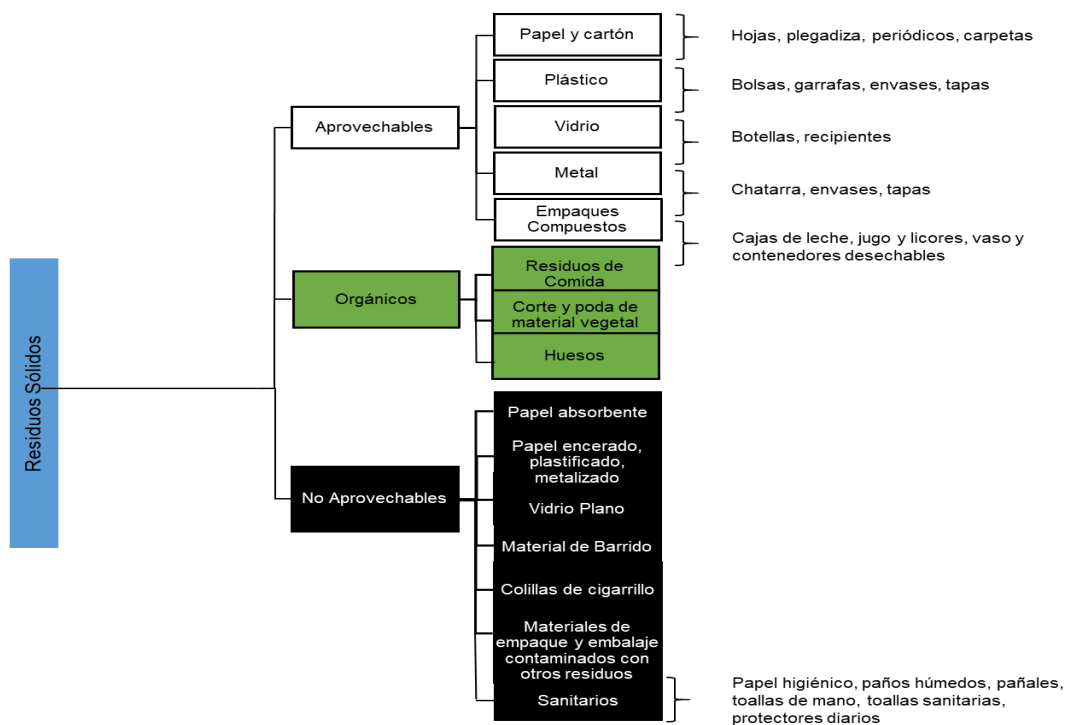 Residuos Sólidos
Aprovechables
Papel y cartón
Hojas, plegadiza, periódicos, carpetas
Plástico
Bolsas, garrafas, envases, tapas
Vidrio
Botellas, recipientes
Metal
Chatarra, envases, tapas
Empaques
Compuestos
Cajas de leche, jugo y licores, vaso y
contenedores desechables
Orgánicos
Residuos de
Comida
Corte y poda de
material vegetal
Huesos
No Aprovechables
Papel absorbente
Papel encerado,
plastificado,
metalizado
Vidrio Plano
Material de Barrido
Colillas de cigarrillo
Materiales de
empaque y embalaje
contaminados con
otros residuos
Sanitarios
Papel higiénico, paños húmedos, pañales,
toallas de mano, toallas sanitarias,
protectores diarios